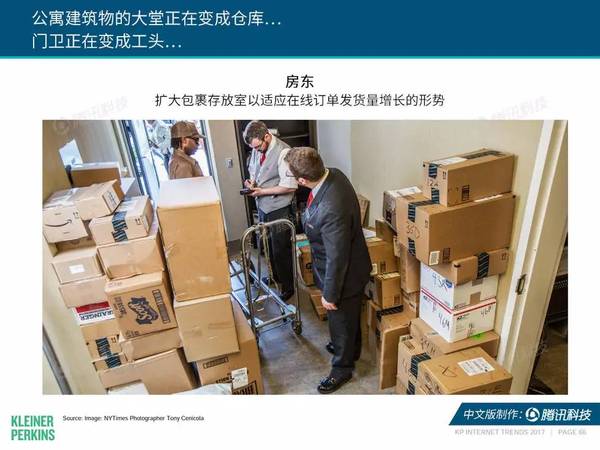 公寓建筑物的大堂正在变成仓库…
门卫正在变成工头…
房东
扩大包裹存放室以适应在线订单发货量增长的形势
腾讯科技
腾讯科技
KLEINER
PERKINS
Source: Image: NYTimes Photographer Tony Cenicola
中文版制作: 腾讯科技
KP INTERNET TRENDS 2017 | PAGE 66